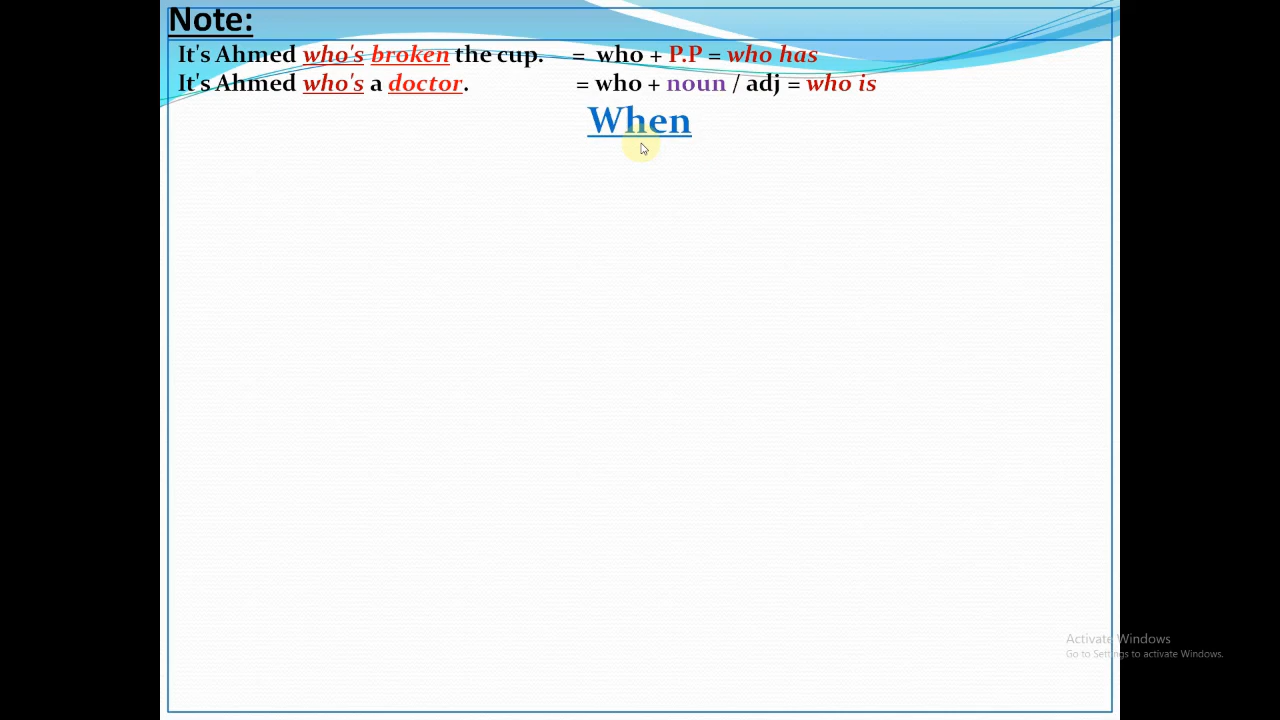 Note:
It's Ahmed who's broken the cup. = who + P.P = who has
It's Ahmed who's a doctor. = who + noun / adj = who is
When
Activate Windows
Go to Settings to activate Windows.